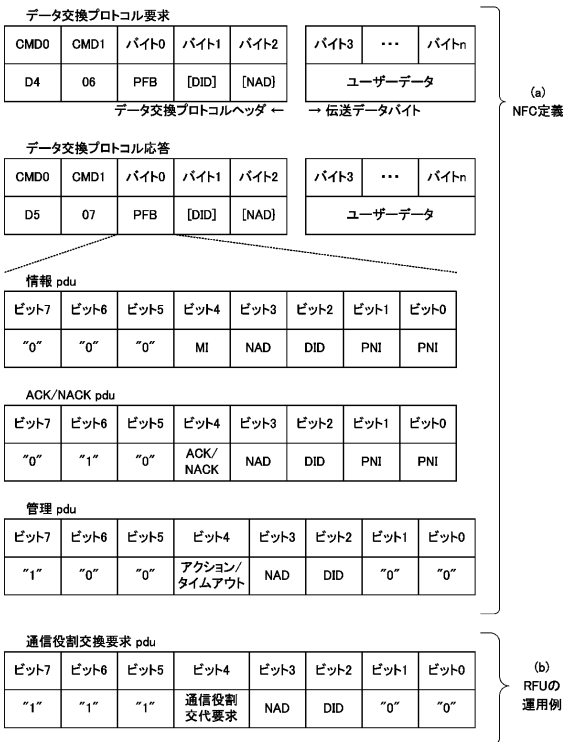 データ交換プロトコル要求
CMD0 CMD1 バイト0 バイト1 バイト2 バイト3 ・・・ バイトn
D4 06 PFB [DID] [NAD} ユーザーデータ
データ交換プロトコルヘッダ ← → 伝送データバイト
(a)
NFC定義
データ交換プロトコル応答
CMD0 CMD1 バイト0 バイト1 バイト2 バイト3 ・・・ バイトn
D5 07 PFB [DID] [NAD} ユーザーデータ
情報 pdu
ビット7 ビット6 ビット5 ビット4 ビット3 ビット2 ビット1 ビット0
"0" "0" "0" MI NAD DID PNI PNI
ACK/NACK pdu
ビット7 ビット6 ビット5 ビット4 ビット3 ビット2 ビット1 ビット0
"0" "1" "0" ACK/NACK NAD DID PNI PNI
管理 pdu
ビット7 ビット6 ビット5 ビット4 ビット3 ビット2 ビット1 ビット0
"1" "0" "0" アクション/タイムアウト NAD DID "0" "0"
通信役割交換要求 pdu
ビット7 ビット6 ビット5 ビット4 ビット3 ビット2 ビット1 ビット0
"1" "1" "1" 通信役割交代要求 NAD DID "0" "0"
(b)
RFUの
運用例